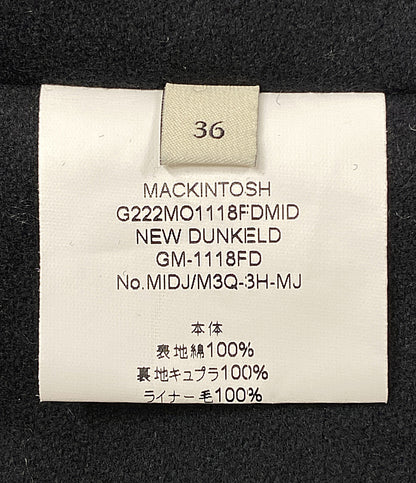 36
MACKINTOSH
G222MO1118FDMID
NEW DUNKELD
GM-1118FD
No.MIDJ/M3Q-3H-MJ
本体
表地綿100%
裏地キュプラ100%
ライナー毛100%